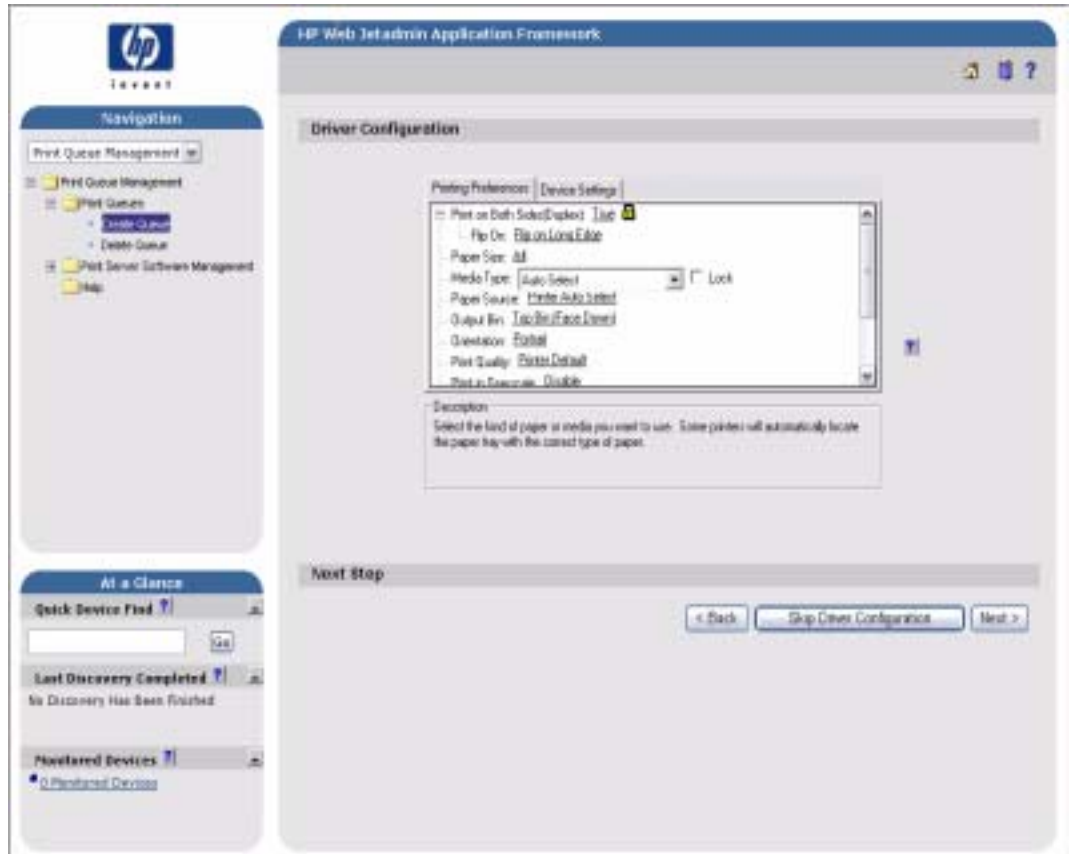 hp
invent
HP Web Jetadmin Application Framework
?
Navigation
Print Queue Management
Print Queue Management
Print Queues
Create Queue
Delete Queue
Print Server Software Management
Help
Driver Configuration
Printing Preferences
Device Settings
Print on Both Sides(Duplex): True
Flip On: Flip on Long Edge
Paper Size: A4
Media Type: Auto Select
Lock
Paper Source: Printer Auto Select
Output Bin: Top Bin (Face Down)
Orientation: Portrait
Print Quality: Printer Default
Print in Grayscale: Disable
?
Description
Select the kind of paper or media you want to use. Some printers will automatically locate
the paper tray with the correct type of paper.
Next Step
< Back
Skip Driver Configuration
Next >
At a Glance
Quick Device Find ?
Go
Last Discovery Completed ?
No Discovery Has Been Finished
Monitored Devices ?
0 Monitored Devices